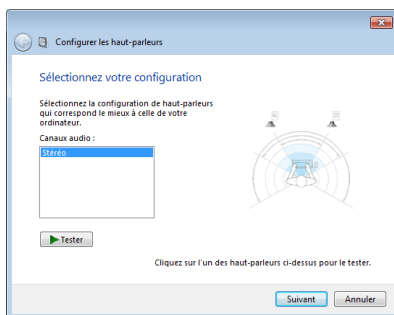 Configurer les haut-parleurs
Sélectionnez votre configuration
Sélectionnez la configuration de haut-parleurs
qui correspond le mieux à celle de votre
ordinateur.
Canaux audio :
Stéréo
G
D
Tester
Cliquez sur l'un des haut-parleurs ci-dessus pour le tester.
Suivant
Annuler